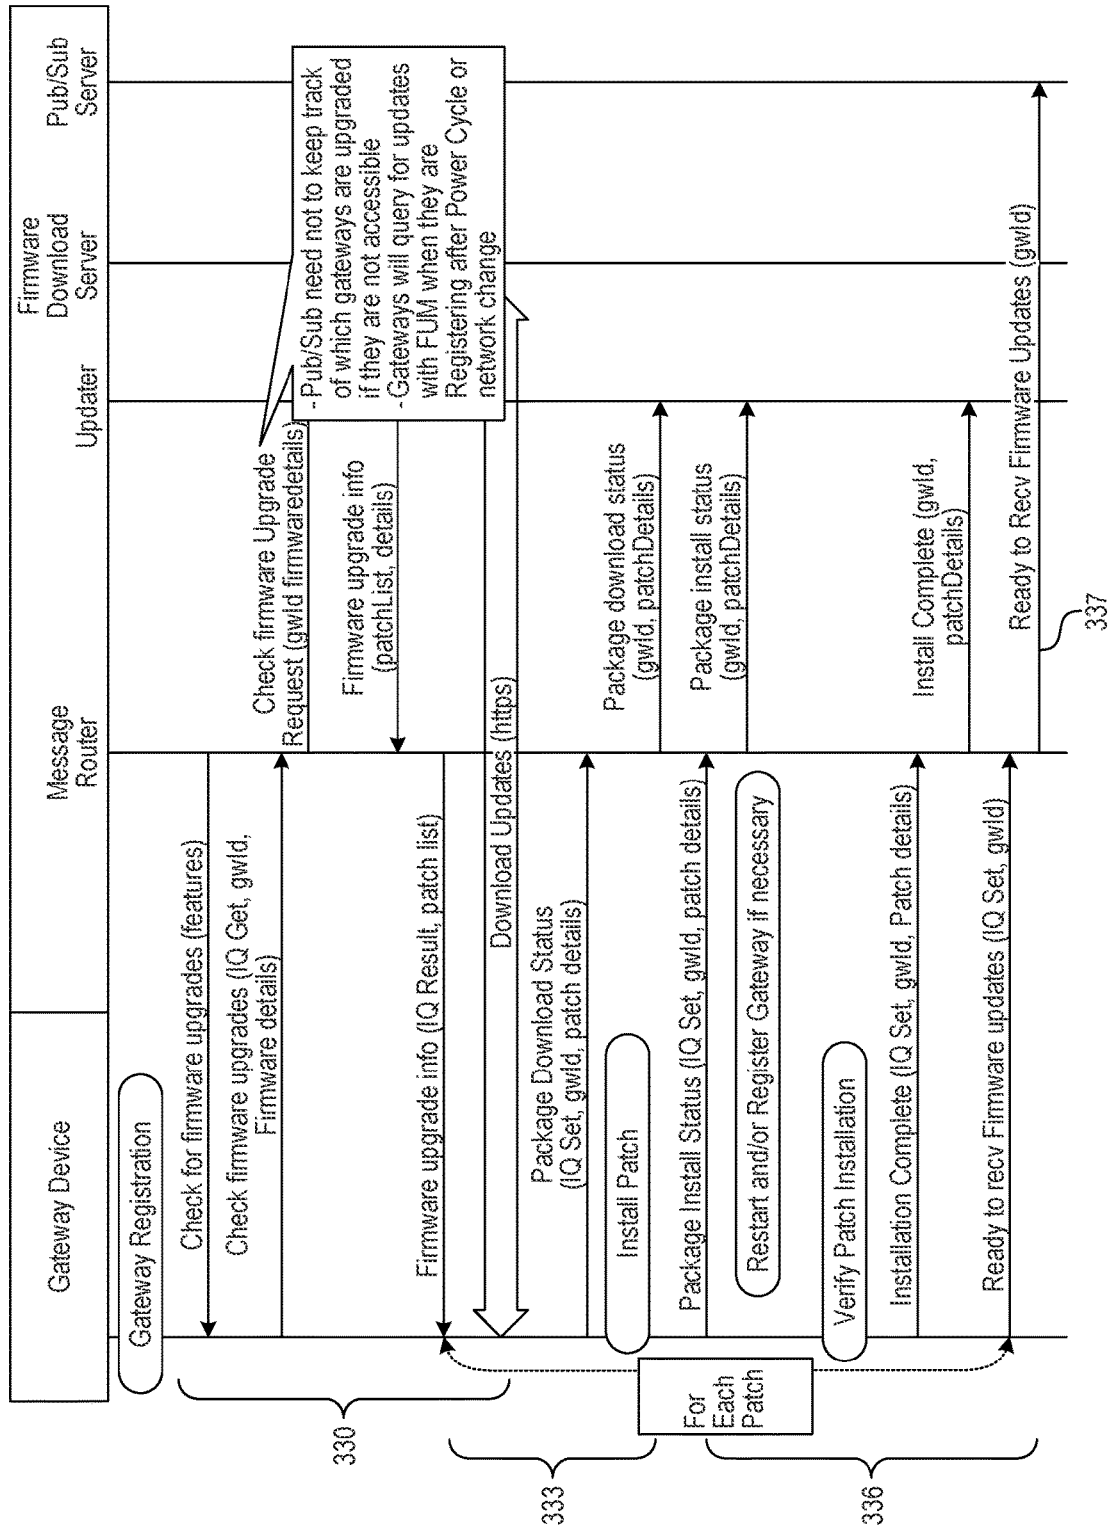 Gateway Device
Message
Router
Updater
Firmware
Download
Server
Pub/Sub
Server
Gateway Registration
Check for firmware upgrades (features)
Check firmware upgrades (IQ Get, gwId,
Firmware details)
Check firmware Upgrade
Request (gwId firmwaredetails)
- Pub/Sub need not to keep track
of which gateways are upgraded
if they are not accessible
- Gateways will query for updates
with FUM when they are
Registering after Power Cycle or
network change
Firmware upgrade info
(patchList, details)
Firmware upgrade info (IQ Result, patch list)
Download Updates (https)
Package Download Status
(IQ Set, gwId, patch details)
Package download status
(gwId, patchDetails)
Install Patch
Package Install Status (IQ Set, gwId, patch details)
Package install status
(gwId, patchDetails)
Restart and/or Register Gateway if necessary
Verify Patch Installation
Installation Complete (IQ Set, gwId, Patch details)
Install Complete (gwId,
patchDetails)
Ready to recv Firmware updates (IQ Set, gwId)
Ready to Recv Firmware Updates (gwId)
For
Each
Patch
330
333
336
337